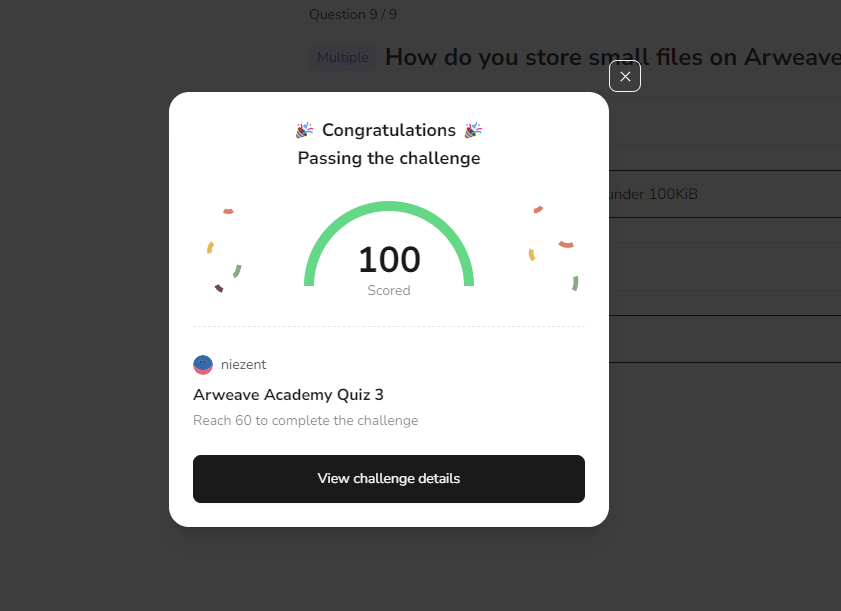 Question 9 / 9
Multiple How do you store small files on Arweave
Congratulations
Passing the challenge
under 100KiB
100
Scored
niezent
Arweave Academy Quiz 3
Reach 60 to complete the challenge
View challenge details